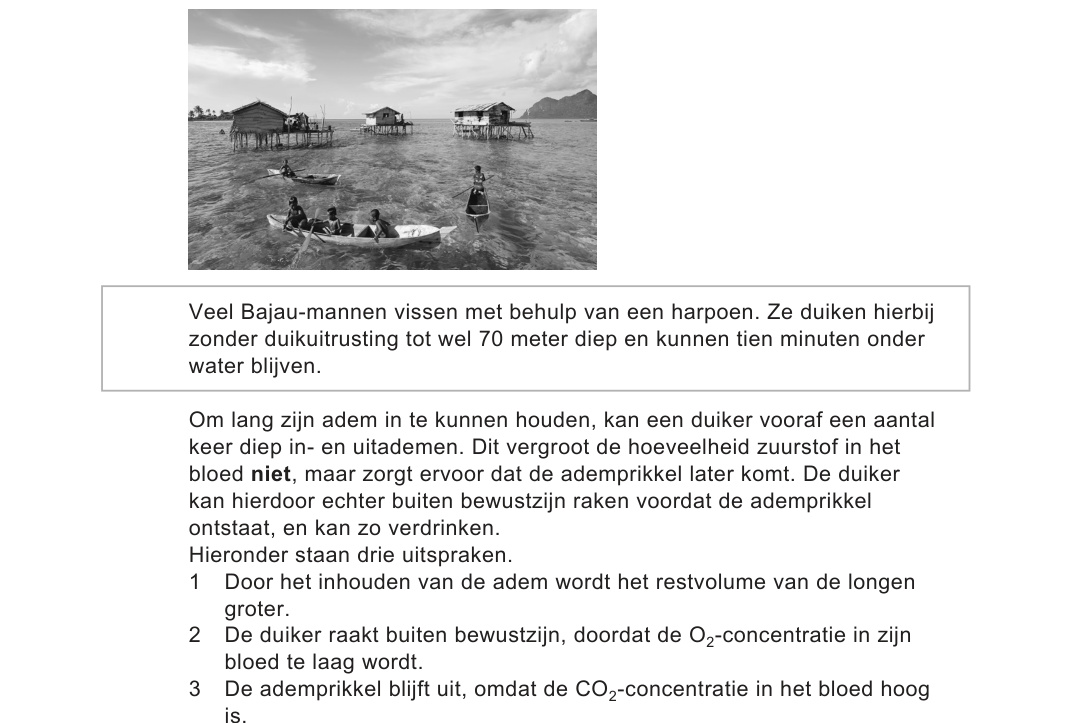 Veel Bajau-mannen vissen met behulp van een harpoen. Ze duiken hierbij
zonder duikuitrusting tot wel 70 meter diep en kunnen tien minuten onder
water blijven.
Om lang zijn adem in te kunnen houden, kan een duiker vooraf een aantal
keer diep in- en uitademen. Dit vergroot de hoeveelheid zuurstof in het
bloed niet, maar zorgt ervoor dat de ademprikkel later komt. De duiker
kan hierdoor echter buiten bewustzijn raken voordat de ademprikkel
ontstaat, en kan zo verdrinken.
Hieronder staan drie uitspraken.
1 Door het inhouden van de adem wordt het restvolume van de longen
groter.
2 De duiker raakt buiten bewustzijn, doordat de O₂-concentratie in zijn
bloed te laag wordt.
3 De ademprikkel blijft uit, omdat de CO₂-concentratie in het bloed hoog
is.